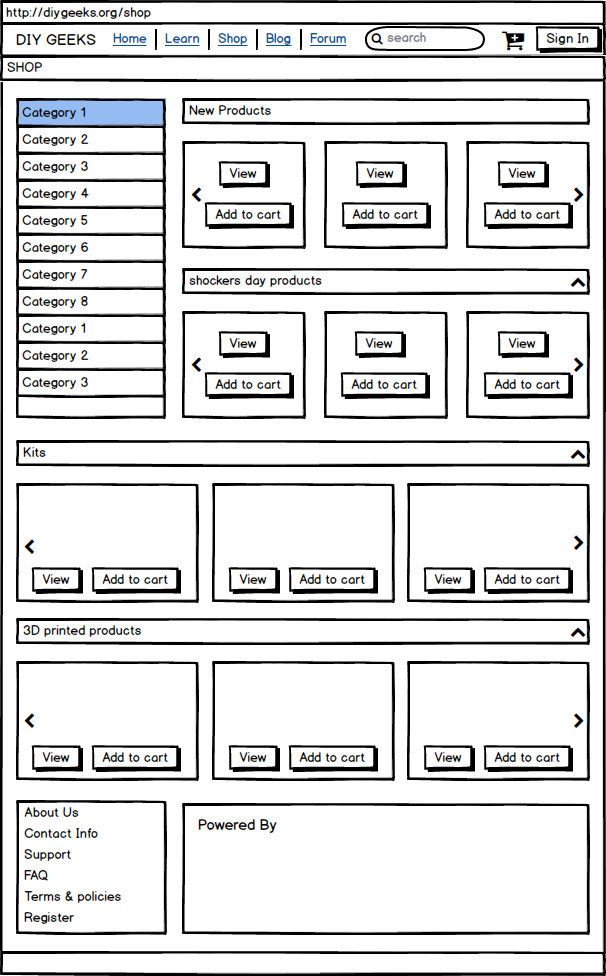 http://diygeeks.org/shop
DIY GEEKS Home Learn Shop Blog Forum search Sign In
SHOP
Category 1
Category 2
Category 3
Category 4
Category 5
Category 6
Category 7
Category 8
Category 1
Category 2
Category 3
New Products
View View View
Add to cart Add to cart Add to cart
shockers day products
View View View
Add to cart Add to cart Add to cart
Kits
View Add to cart View Add to cart View Add to cart
3D printed products
View Add to cart View Add to cart View Add to cart
About Us
Contact Info
Support
FAQ
Terms & policies
Register
Powered By